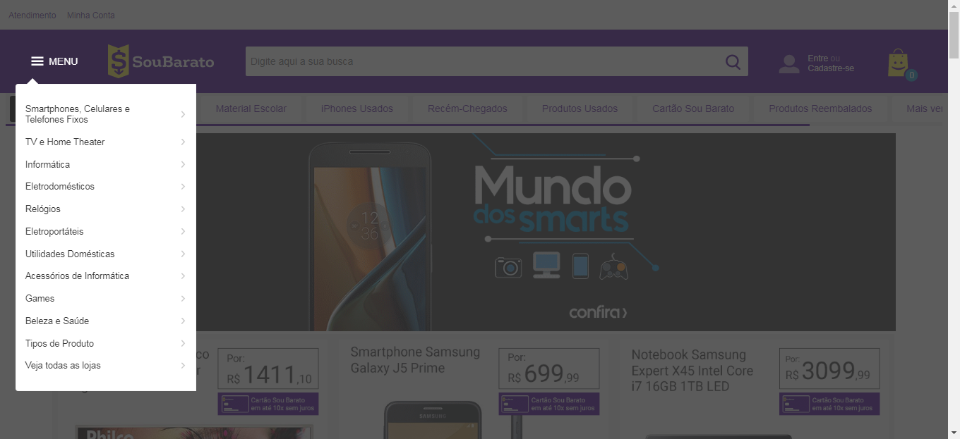 Atendimento Minha Conta
MENU SouBarato Digite aqui a sua busca Entre ou
Cadastre-se
0
Material Escolar iPhones Usados Recém-Chegados Produtos Usados Cartão Sou Barato Produtos Reembalados Mais ver
Smartphones, Celulares e
Telefones Fixos
TV e Home Theater
Informática
Eletrodomésticos
Relógios
Eletroportáteis
Utilidades Domésticas
Acessórios de Informática
Games
Beleza e Saúde
Tipos de Produto
Veja todas as lojas
12:36
Mundo
dos smarts
confira
Por:
R$ 1411,10
Cartão Sou Barato
em até 10x sem juros
Smartphone Samsung
Galaxy J5 Prime
Por:
R$ 699,99
Cartão Sou Barato
em até 10x sem juros
Notebook Samsung
Expert X45 Intel Core
i7 16GB 1TB LED
Por:
R$ 3099,99
Cartão Sou Barato
em até 10x sem juros
Philco